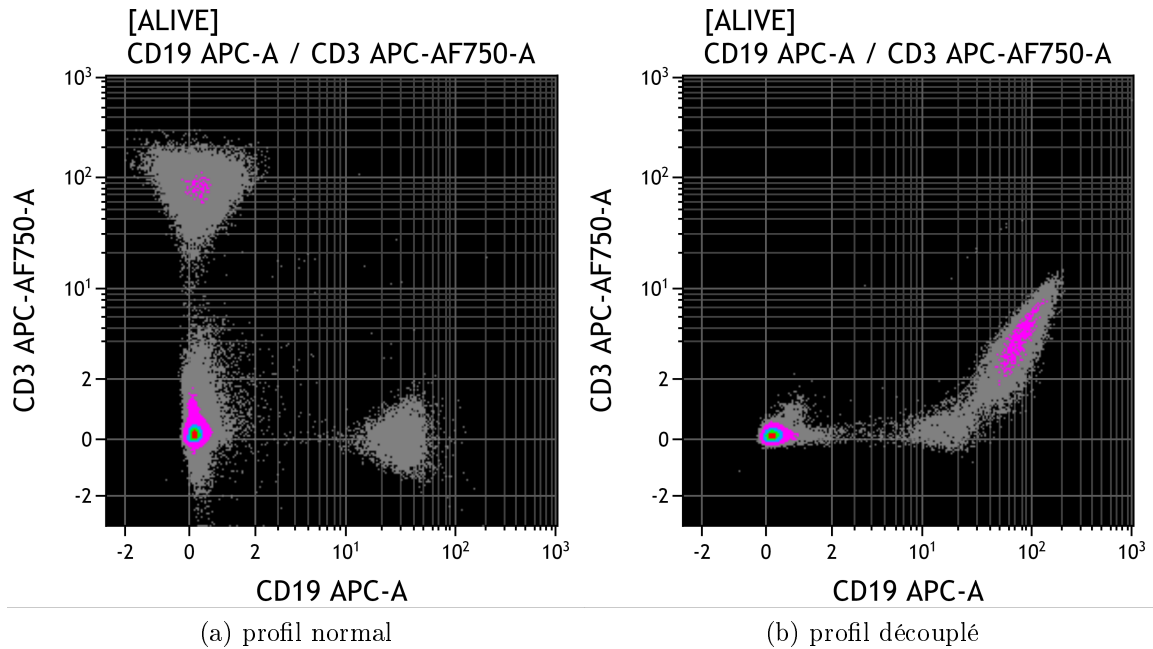 [ALIVE]
CD19 APC-A / CD3 APC-AF750-A
10³
10²
10¹
2
0
-2
CD3 APC-AF750-A
-2 0 2 10¹ 10² 10³
CD19 APC-A
(a) profil normal
[ALIVE]
CD19 APC-A / CD3 APC-AF750-A
10³
10²
10¹
2
0
-2
CD3 APC-AF750-A
-2 0 2 10¹ 10² 10³
CD19 APC-A
(b) profil découplé